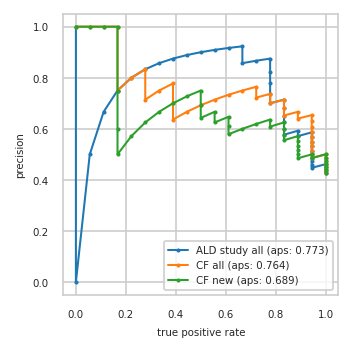 1.0
0.8
0.6
0.4
0.2
0.0
precision
0.0 0.2 0.4 0.6 0.8 1.0
true positive rate
ALD study all (aps: 0.773)
CF all (aps: 0.764)
CF new (aps: 0.689)